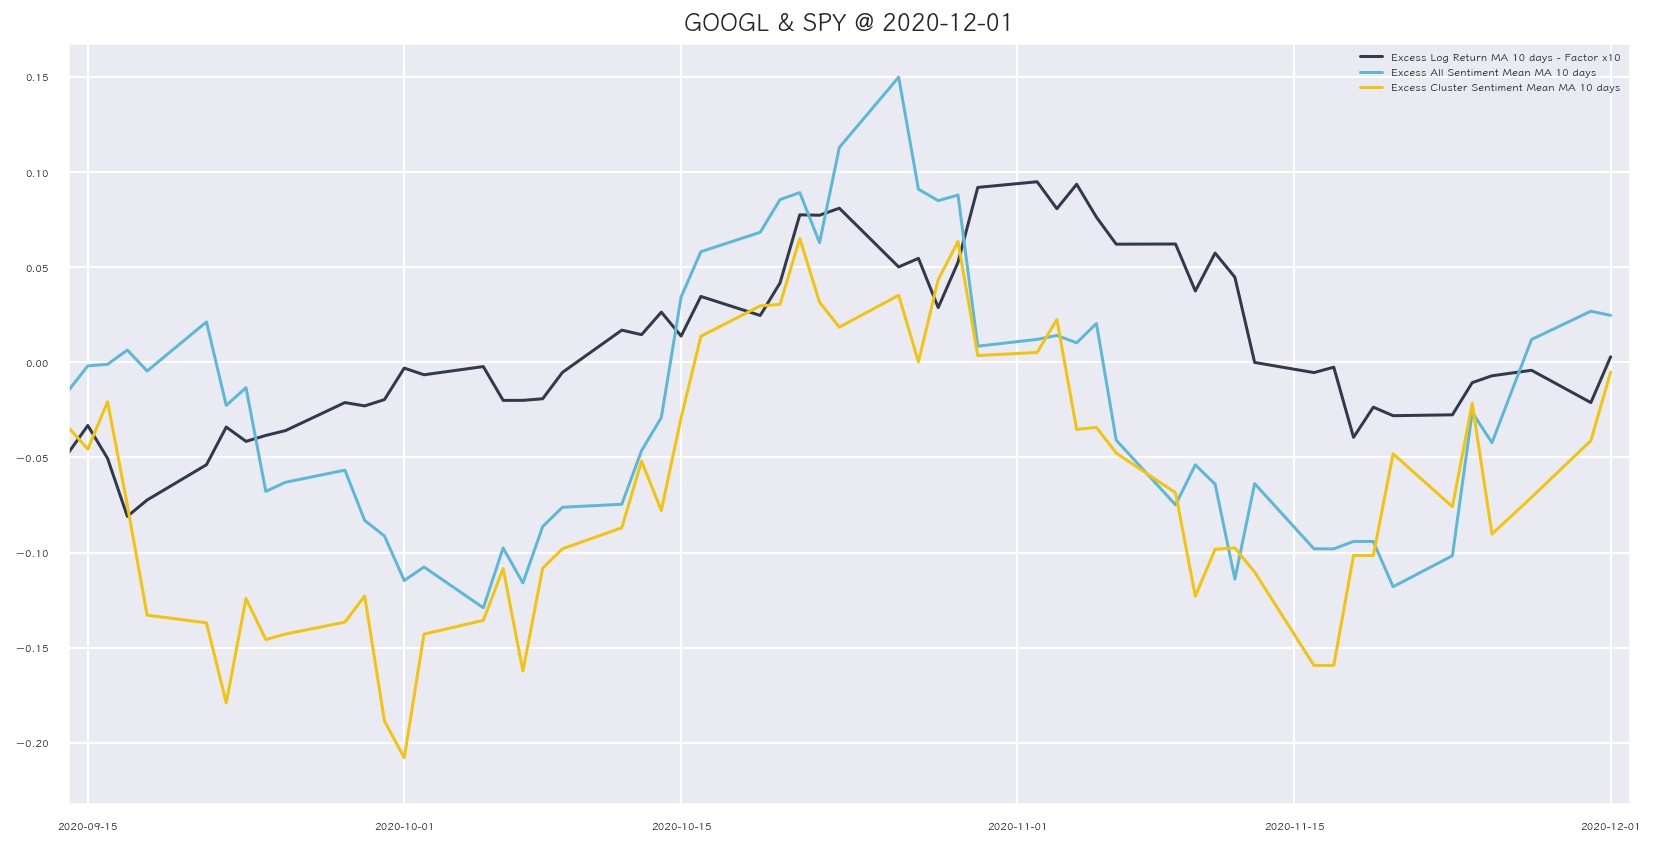 GOOGL & SPY @ 2020-12-01
Excess Log Return MA 10 days - Factor x10
Excess All Sentiment Mean MA 10 days
Excess Cluster Sentiment Mean MA 10 days
0.15
0.10
0.05
0.00
−0.05
−0.10
−0.15
−0.20
2020-09-15 2020-10-01 2020-10-15 2020-11-01 2020-11-15 2020-12-01